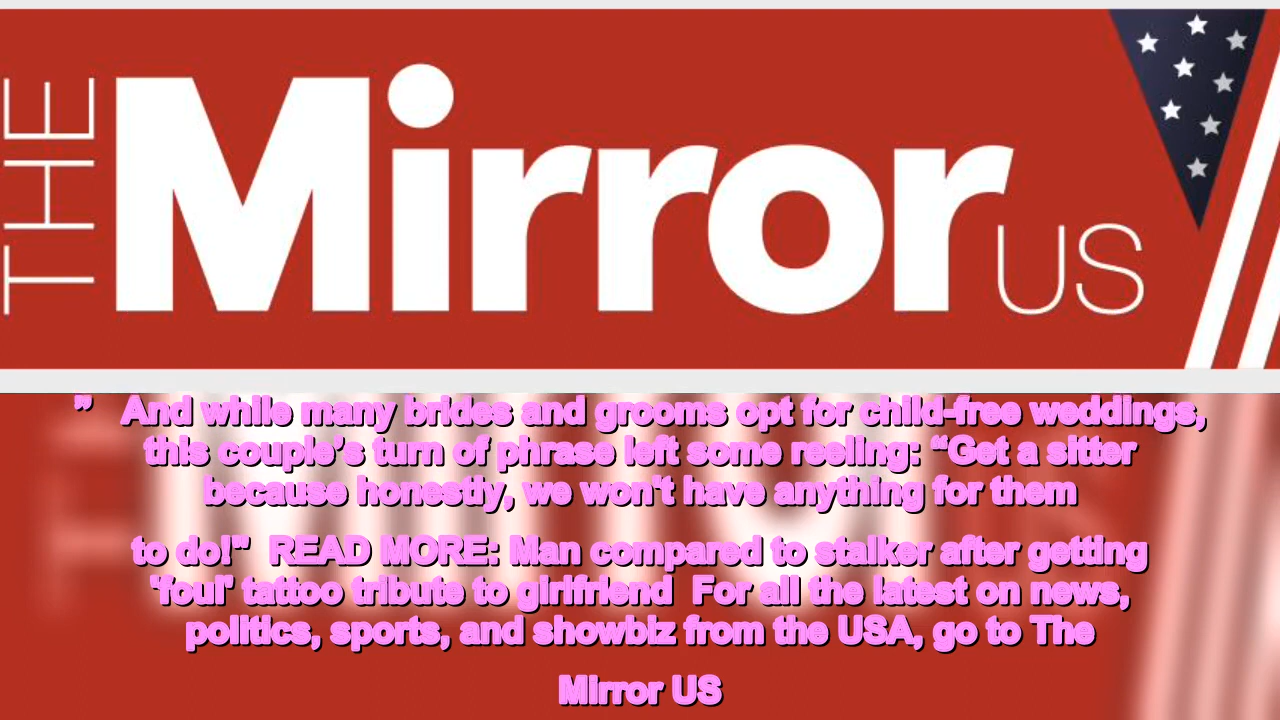 THE Mirror US
” And while many brides and grooms opt for child-free weddings,
this couple’s turn of phrase left some reeling: “Get a sitter
because honestly, we won't have anything for them
to do!" READ MORE: Man compared to stalker after getting
'foul' tattoo tribute to girlfriend For all the latest on news,
politics, sports, and showbiz from the USA, go to The
Mirror US